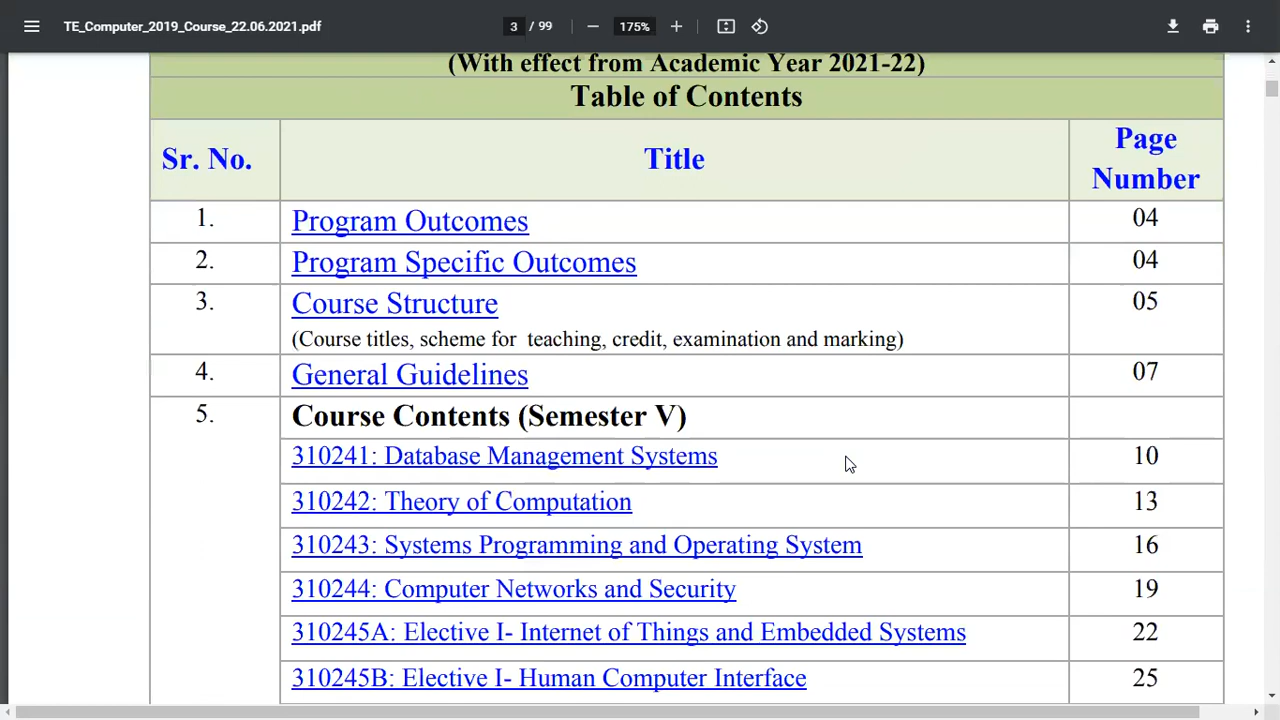 TE_Computer_2019_Course_22.06.2021.pdf
3 / 99
175%
(With effect from Academic Year 2021-22)
Table of Contents
Sr. No. Title Page Number
1. Program Outcomes 04
2. Program Specific Outcomes 04
3. Course Structure 05
(Course titles, scheme for teaching, credit, examination and marking)
4. General Guidelines 07
5. Course Contents (Semester V)
310241: Database Management Systems 10
310242: Theory of Computation 13
310243: Systems Programming and Operating System 16
310244: Computer Networks and Security 19
310245A: Elective I- Internet of Things and Embedded Systems 22
310245B: Elective I- Human Computer Interface 25